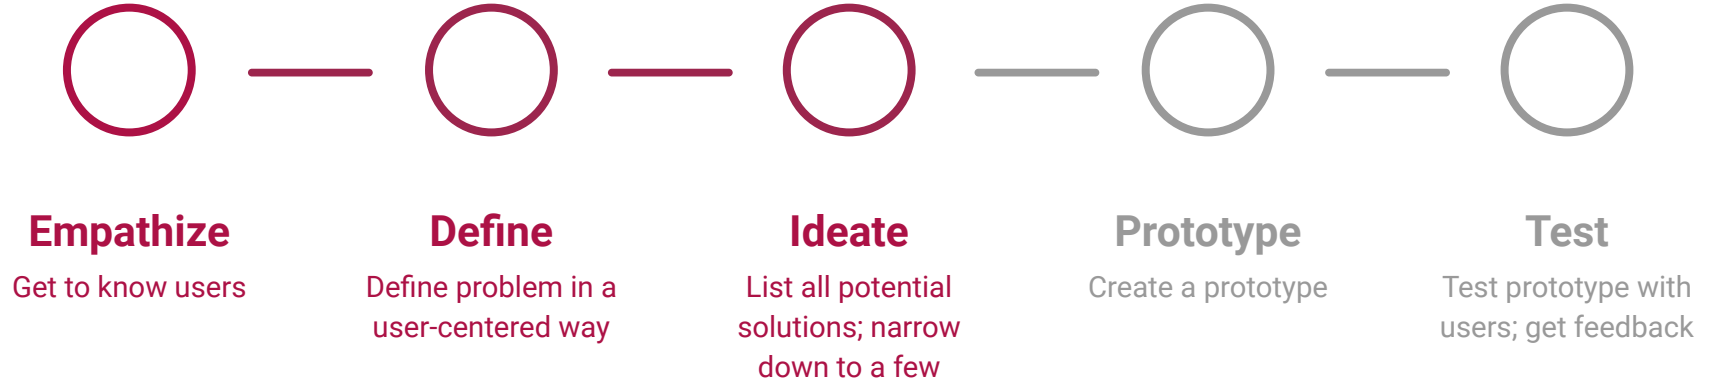 Empathize
Get to know users
Define
Define problem in a
user-centered way
Ideate
List all potential
solutions; narrow
down to a few
Prototype
Create a prototype
Test
Test prototype with
users; get feedback